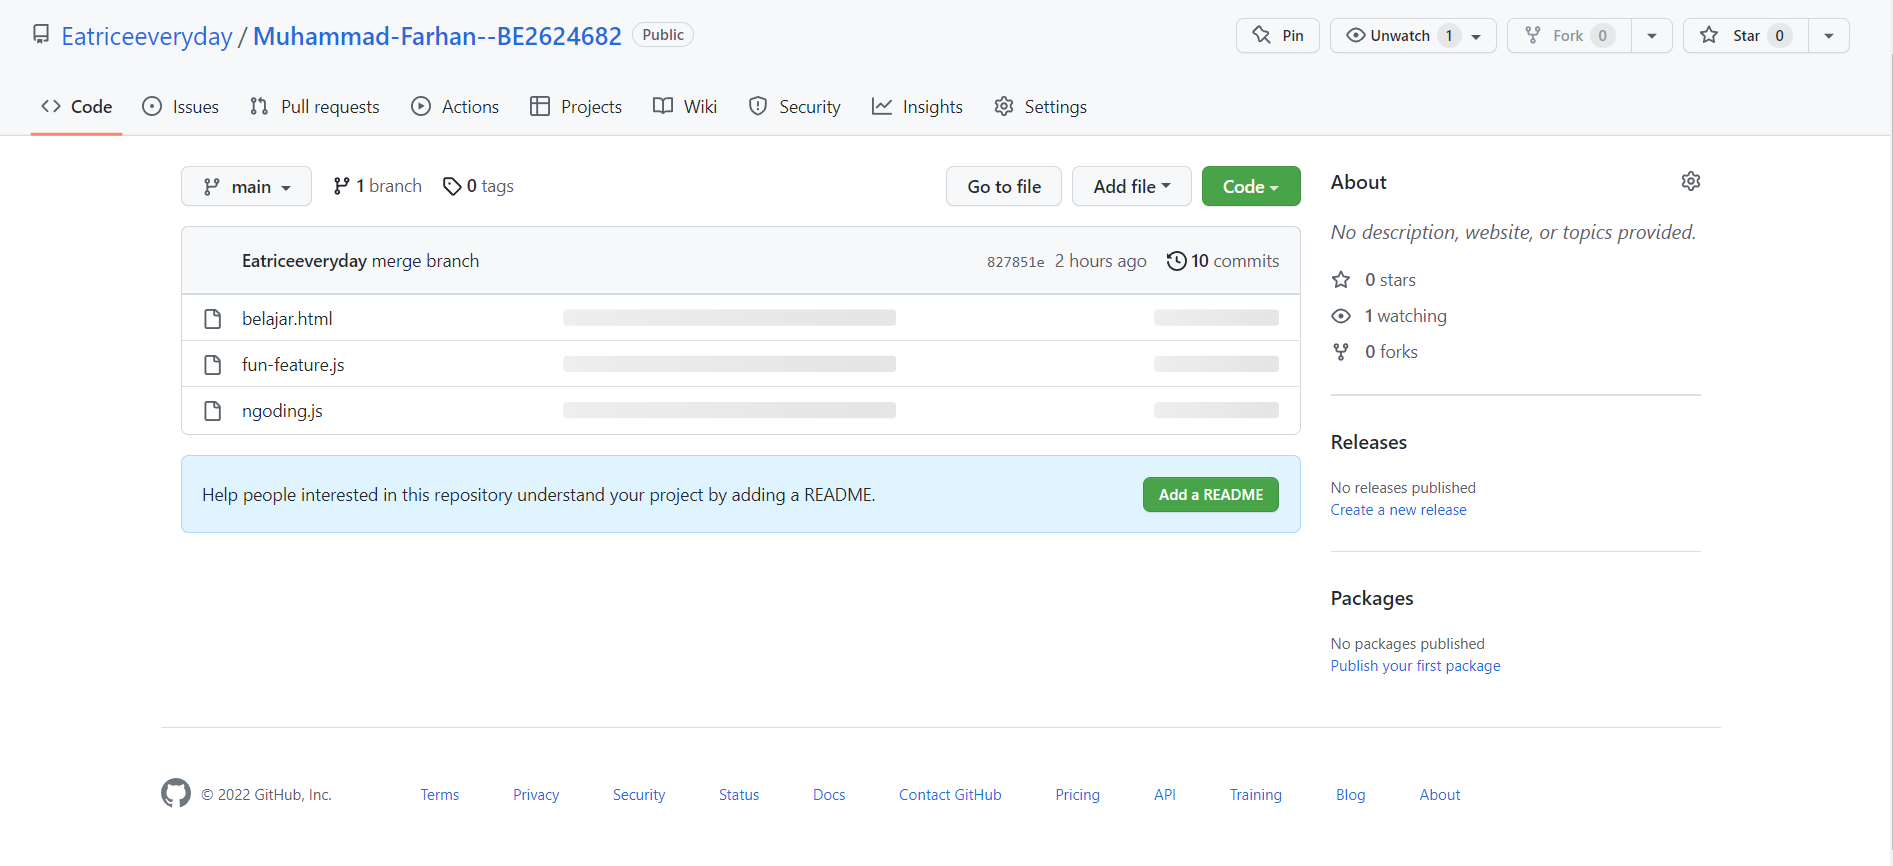 Eatriceeveryday / Muhammad-Farhan--BE2624682 Public
Pin
Unwatch 1
Fork 0
Star 0
Code
Issues
Pull requests
Actions
Projects
Wiki
Security
Insights
Settings
main
1 branch
0 tags
Go to file
Add file
Code
Eatriceeveryday merge branch
827851e 2 hours ago
10 commits
belajar.html
fun-feature.js
ngoding.js
Help people interested in this repository understand your project by adding a README.
Add a README
About
No description, website, or topics provided.
0 stars
1 watching
0 forks
Releases
No releases published
Create a new release
Packages
No packages published
Publish your first package
© 2022 GitHub, Inc.
Terms
Privacy
Security
Status
Docs
Contact GitHub
Pricing
API
Training
Blog
About